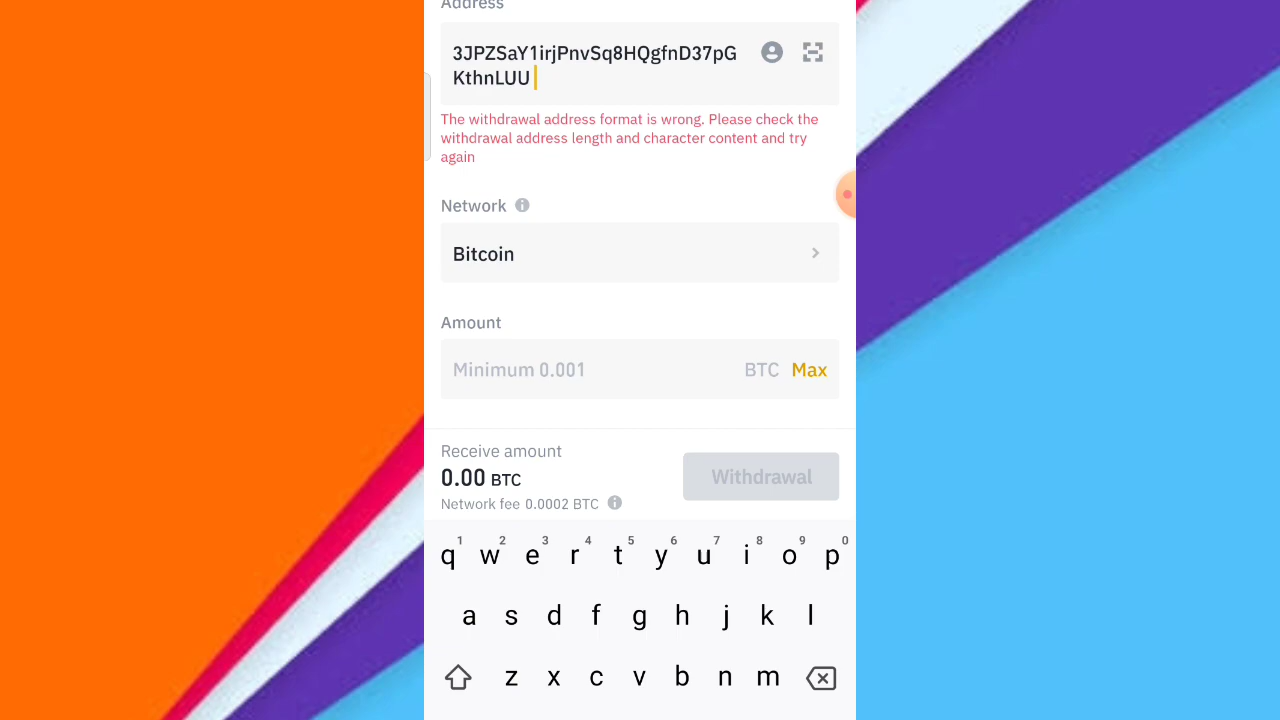 Address
3JPZSaY1irjPnvSq8HQgfnD37pG
KthnLUU
The withdrawal address format is wrong. Please check the
withdrawal address length and character content and try
again
Network
Bitcoin
Amount
Minimum 0.001 BTC Max
Receive amount
0.00 BTC
Withdrawal
Network fee 0.0002 BTC
1 2 3 4 5 6 7 8 9 0
q w e r t y u i o p
a s d f g h j k l
z x c v b n m